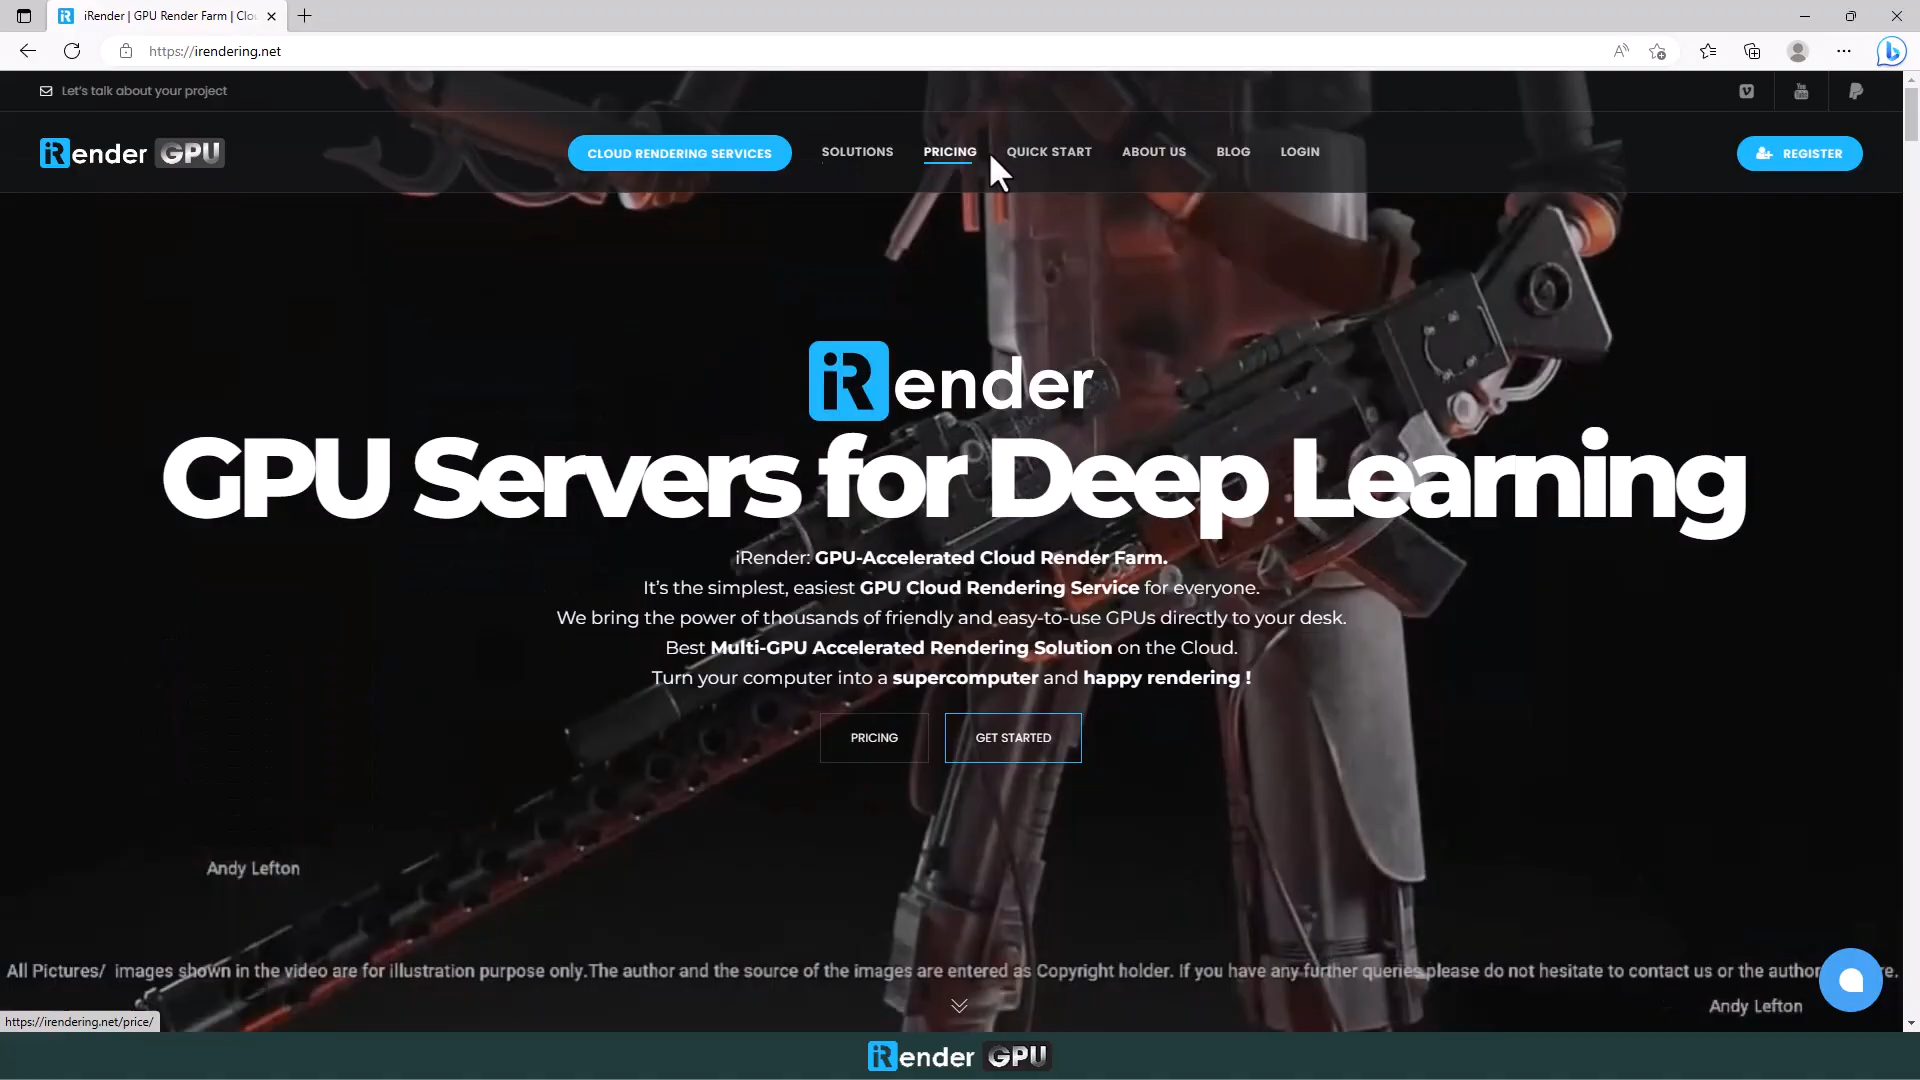 iRender | GPU Render Farm | Clo
https://irendering.net
Let's talk about your project
iRender GPU
CLOUD RENDERING SERVICES
SOLUTIONS
PRICING
QUICK START
ABOUT US
BLOG
LOGIN
REGISTER
iRender
GPU Servers for Deep Learning
iRender: GPU-Accelerated Cloud Render Farm.
It's the simplest, easiest GPU Cloud Rendering Service for everyone.
We bring the power of thousands of friendly and easy-to-use GPUs directly to your desk.
Best Multi-GPU Accelerated Rendering Solution on the Cloud.
Turn your computer into a supercomputer and happy rendering !
PRICING
GET STARTED
Andy Lefton
All Pictures/ images shown in the video are for illustration purpose only.The author and the source of the images are entered as Copyright holder. If you have any further queries,please do not hesitate to contact us or the author
Andy Lefton
https://irendering.net/price/
iRender GPU